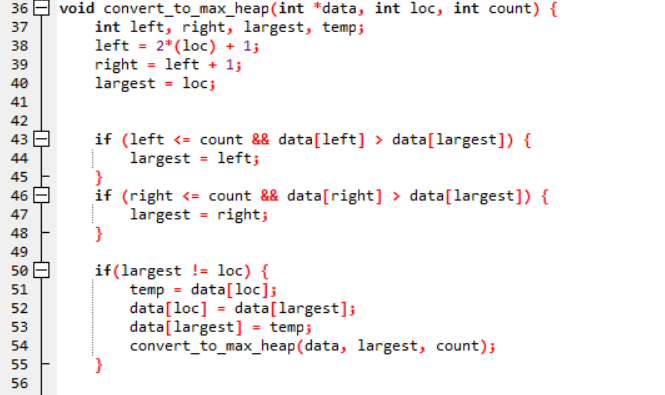 36 void convert_to_max_heap(int *data, int loc, int count) {
37 int left, right, largest, temp;
38 left = 2*(loc) + 1;
39 right = left + 1;
40 largest = loc;
41
42
43 if (left <= count && data[left] > data[largest]) {
44 largest = left;
45 }
46 if (right <= count && data[right] > data[largest]) {
47 largest = right;
48 }
49
50 if(largest != loc) {
51 temp = data[loc];
52 data[loc] = data[largest];
53 data[largest] = temp;
54 convert_to_max_heap(data, largest, count);
55 }
56